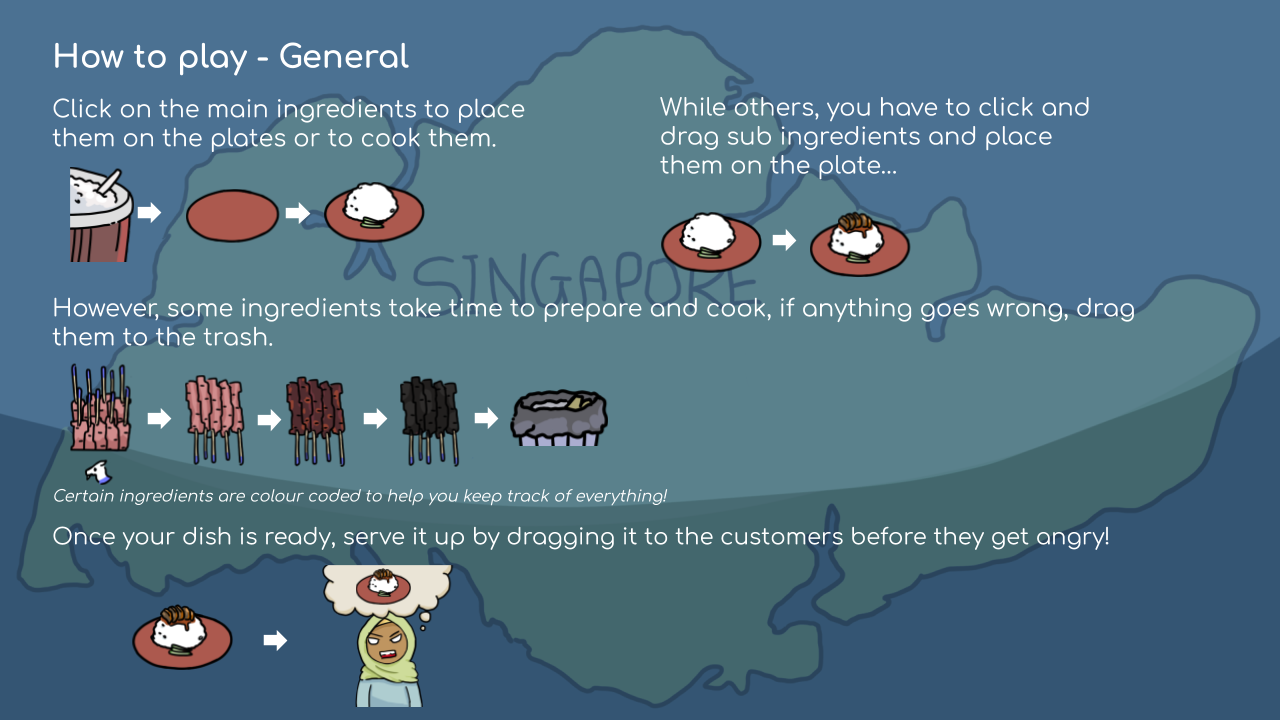 How to play - General
Click on the main ingredients to place
them on the plates or to cook them.
While others, you have to click and
drag sub ingredients and place
them on the plate...
SINGAPORE
However, some ingredients take time to prepare and cook, if anything goes wrong, drag
them to the trash.
Certain ingredients are colour coded to help you keep track of everything!
Once your dish is ready, serve it up by dragging it to the customers before they get angry!